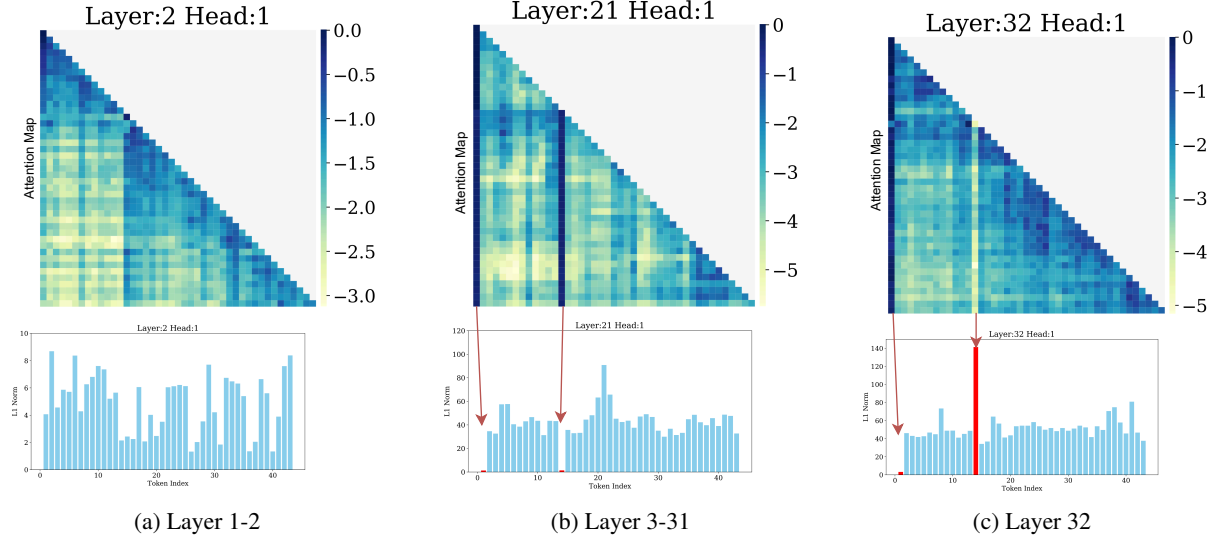 Layer:2 Head:1
0.0
−0.5
−1.0
−1.5
−2.0
−2.5
−3.0
Attention Map
Layer:2 Head:1
10
8
6
4
2
0
L1 Norm
0 10 20 30 40
Token Index
(a) Layer 1-2
Layer:21 Head:1
0
−1
−2
−3
−4
−5
Attention Map
Layer:21 Head:1
120
100
80
60
40
20
0
L1 Norm
0 10 20 30 40
Token Index
(b) Layer 3-31
Layer:32 Head:1
0
−1
−2
−3
−4
−5
Attention Map
Layer:32 Head:1
140
120
100
80
60
40
20
0
L1 Norm
0 10 20 30 40
Token Index
(c) Layer 32